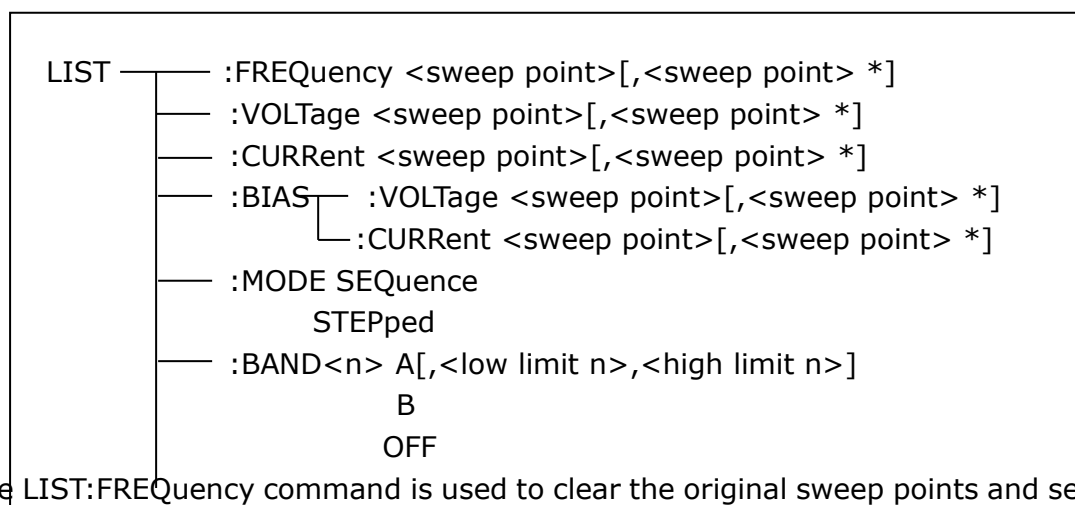 LIST :FREQuency <sweep point>[,<sweep point> *]
:VOLTage <sweep point>[,<sweep point> *]
:CURRent <sweep point>[,<sweep point> *]
:BIAS :VOLTage <sweep point>[,<sweep point> *]
:CURRent <sweep point>[,<sweep point> *]
:MODE SEQuence
STEPped
:BAND<n> A[,<low limit n>,<high limit n>]
B
OFF
LIST:FREQuency command is used to clear the original sweep points and